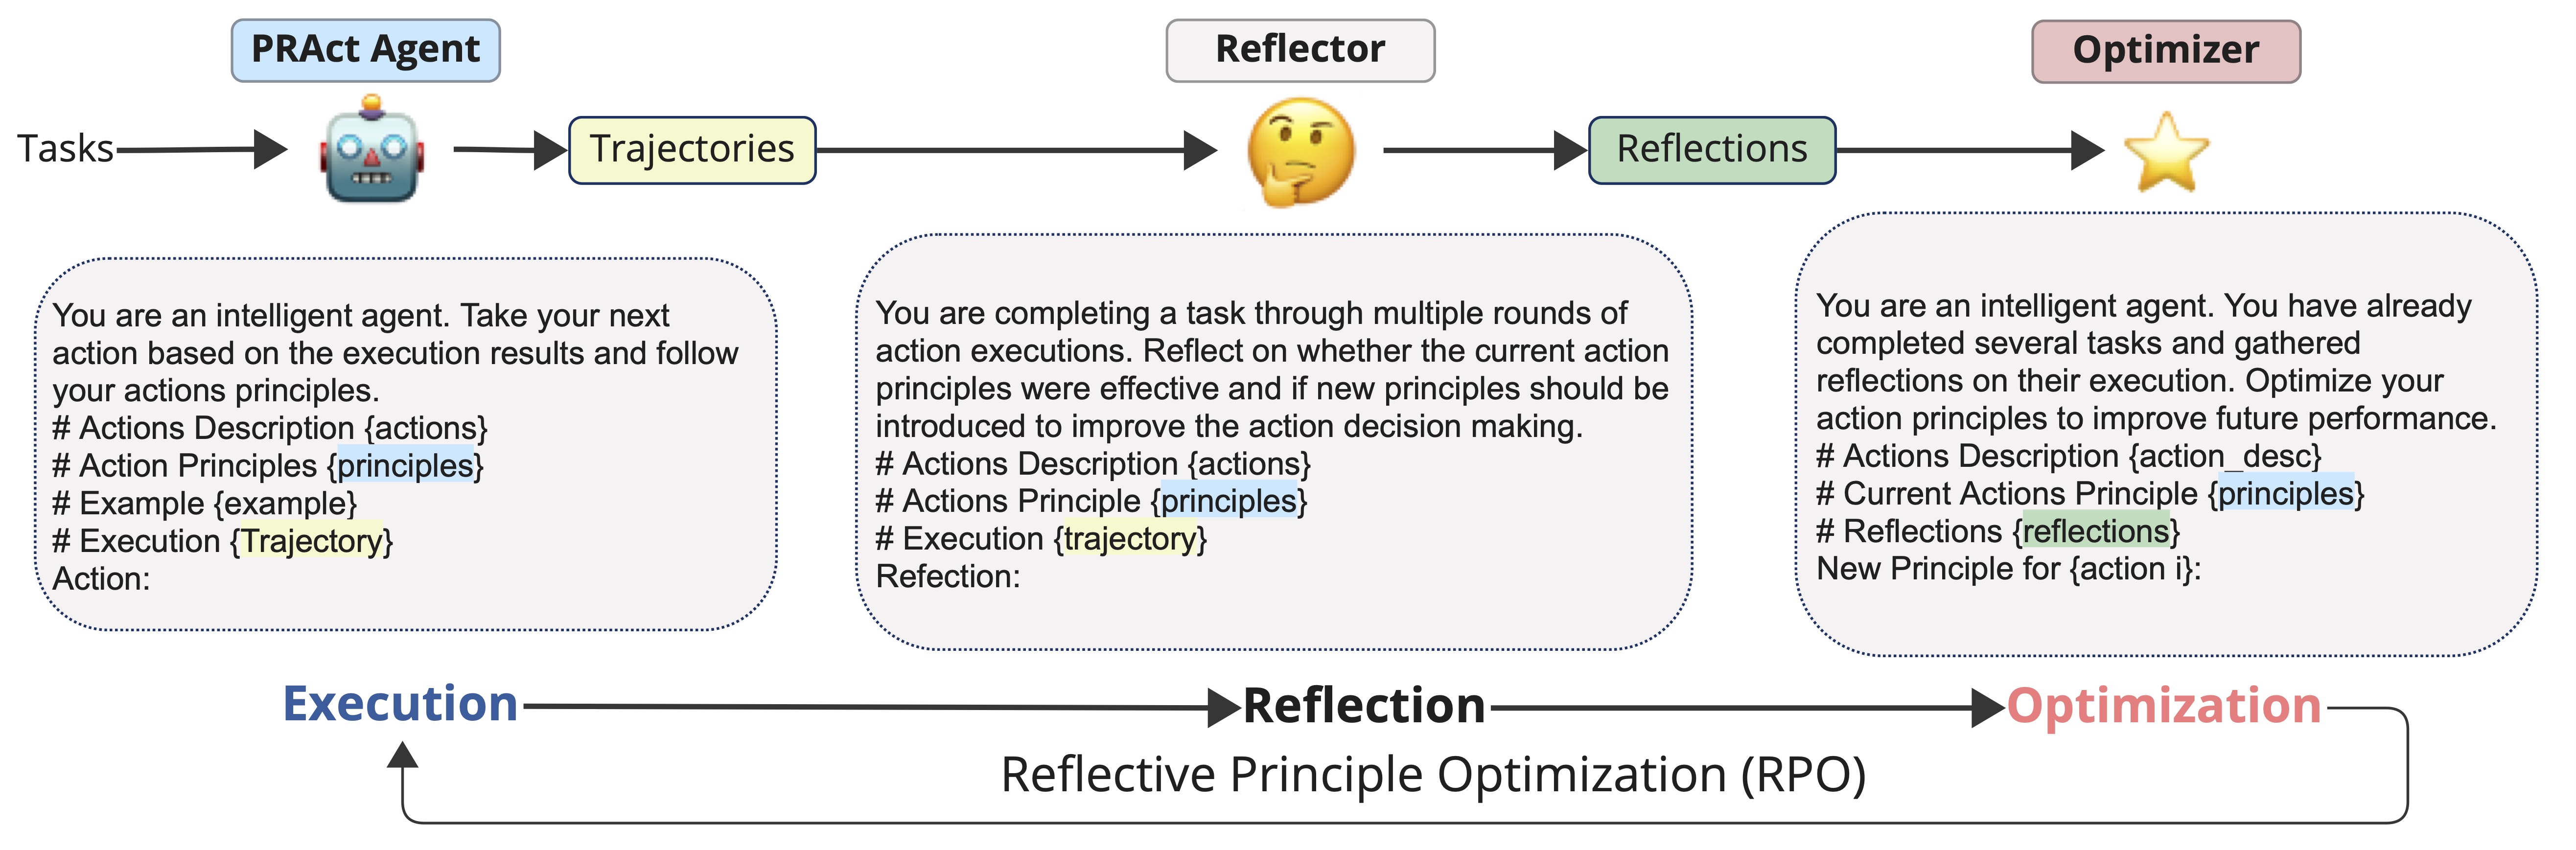 PRAct Agent
Reflector
Optimizer
Tasks
Trajectories
Reflections
You are an intelligent agent. Take your next
action based on the execution results and follow
your actions principles.
# Actions Description {actions}
# Action Principles {principles}
# Example {example}
# Execution {Trajectory}
Action:
You are completing a task through multiple rounds of
action executions. Reflect on whether the current action
principles were effective and if new principles should be
introduced to improve the action decision making.
# Actions Description {actions}
# Actions Principle {principles}
# Execution {trajectory}
Refection:
You are an intelligent agent. You have already
completed several tasks and gathered
reflections on their execution. Optimize your
action principles to improve future performance.
# Actions Description {action_desc}
# Current Actions Principle {principles}
# Reflections {reflections}
New Principle for {action i}:
Execution
Reflection
Optimization
Reflective Principle Optimization (RPO)